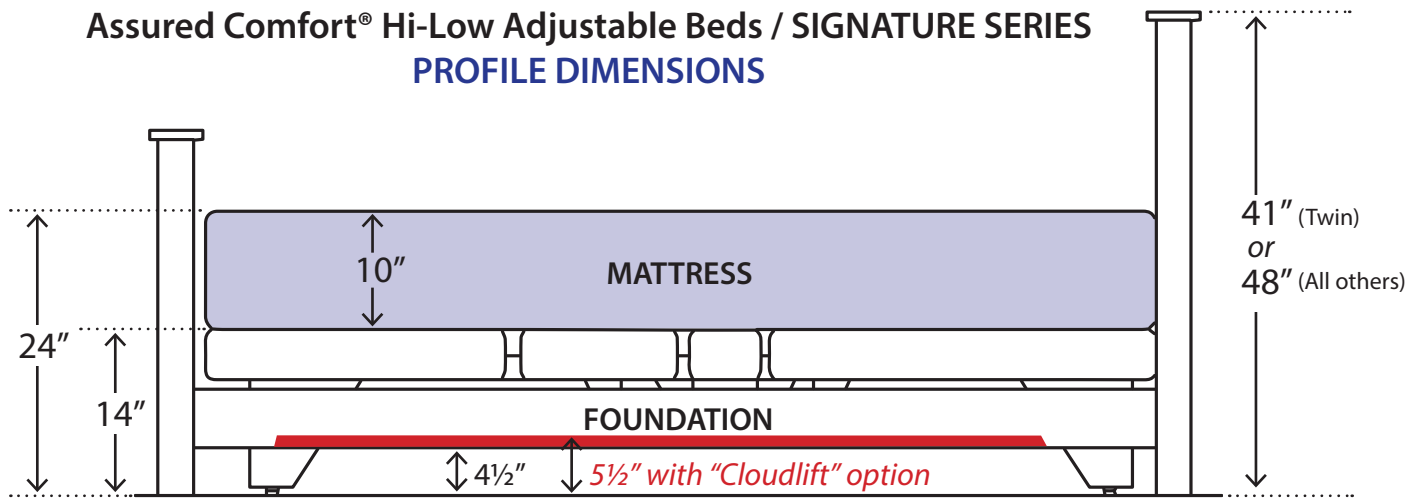 Assured Comfort® Hi-Low Adjustable Beds / SIGNATURE SERIES
PROFILE DIMENSIONS
41” (Twin)
or
48” (All others)
10”
MATTRESS
24”
14”
FOUNDATION
4½”
5½” with “Cloudlift” option